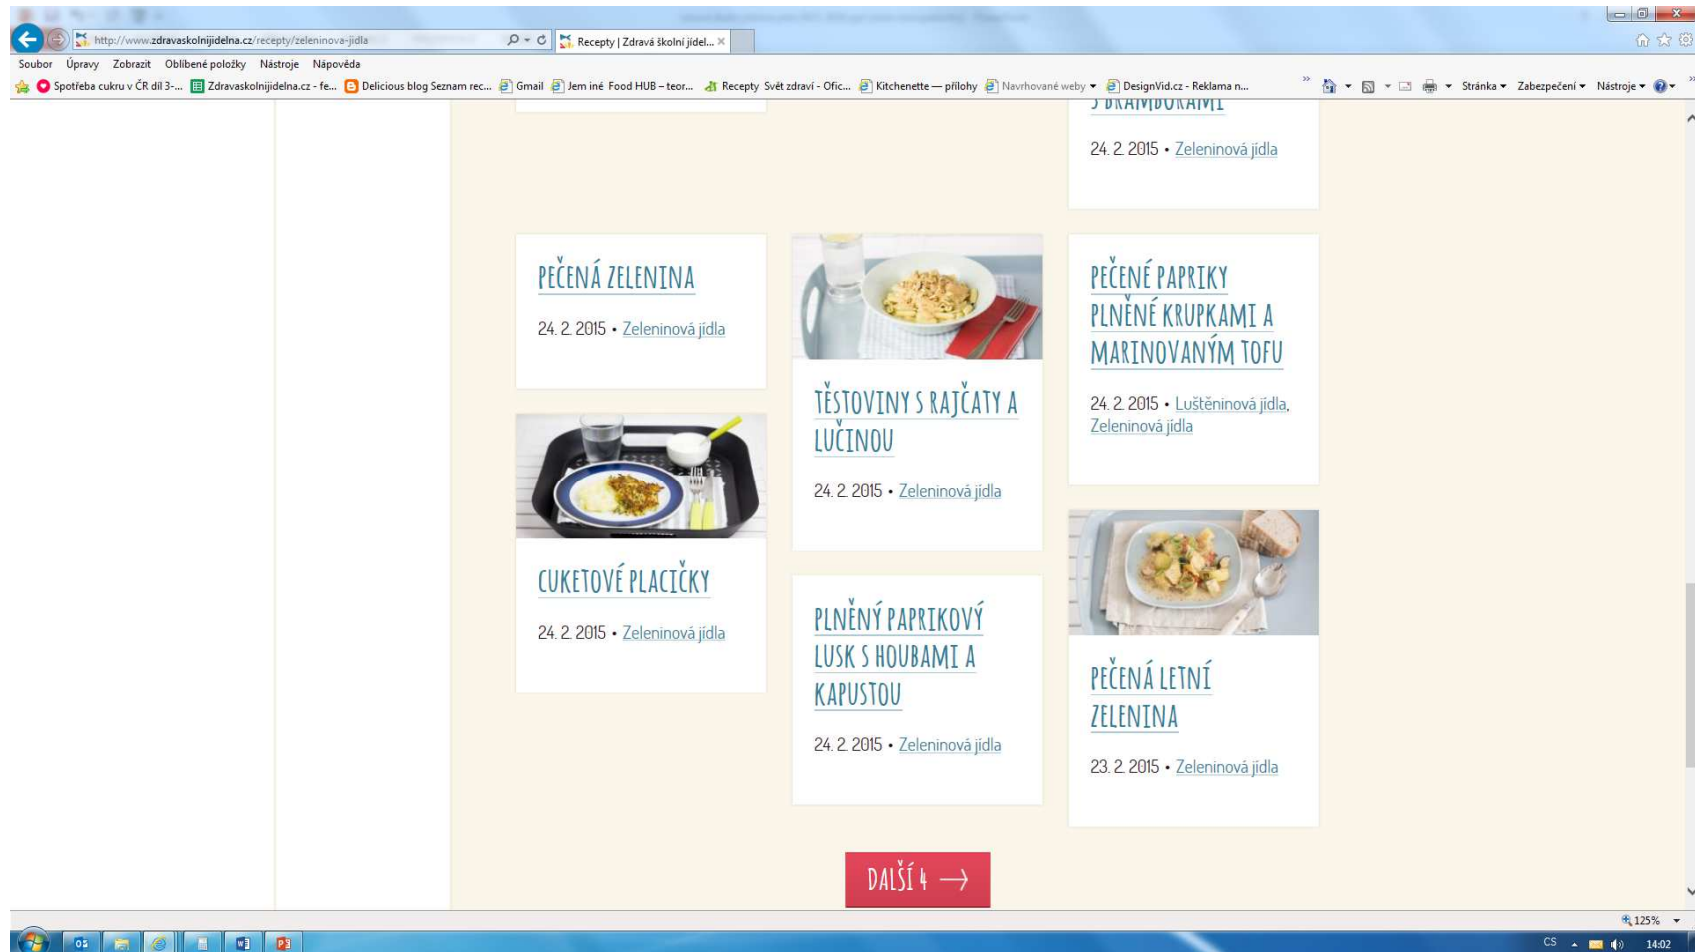 http://www.zdravaskolnijidelna.cz/recepty/zeleninova-jidla
Recepty | Zdravá školní jídel...
Soubor Úpravy Zobrazit Oblíbené položky Nástroje Nápověda
Spotřeba cukru v ČR díl 3-... Zdravaskolnijidelna.cz - fe... Delicious blog Seznam rec... Gmail Jem iné Food HUB – teor... Recepty Svět zdraví - Ofic... Kitchenette — přílohy Navrhované weby DesignVid.cz - Reklama n... Stránka Zabezpečení Nástroje
S BRAMBORAMI
24. 2. 2015 • Zeleninová jídla
PEČENÁ ZELENINA
24. 2. 2015 • Zeleninová jídla
CUKETOVÉ PLACIČKY
24. 2. 2015 • Zeleninová jídla
TĚSTOVINY S RAJČATY A
LUČINOU
24. 2. 2015 • Zeleninová jídla
PLNĚNÝ PAPRIKOVÝ
LUSK S HOUBAMI A
KAPUSTOU
24. 2. 2015 • Zeleninová jídla
PEČENÉ PAPRIKY
PLNĚNÉ KRUPKAMI A
MARINOVANÝM TOFU
24. 2. 2015 • Luštěninová jídla,
Zeleninová jídla
PEČENÁ LETNÍ
ZELENINA
23. 2. 2015 • Zeleninová jídla
DALŠÍ 4 →
125%
CS 14:02